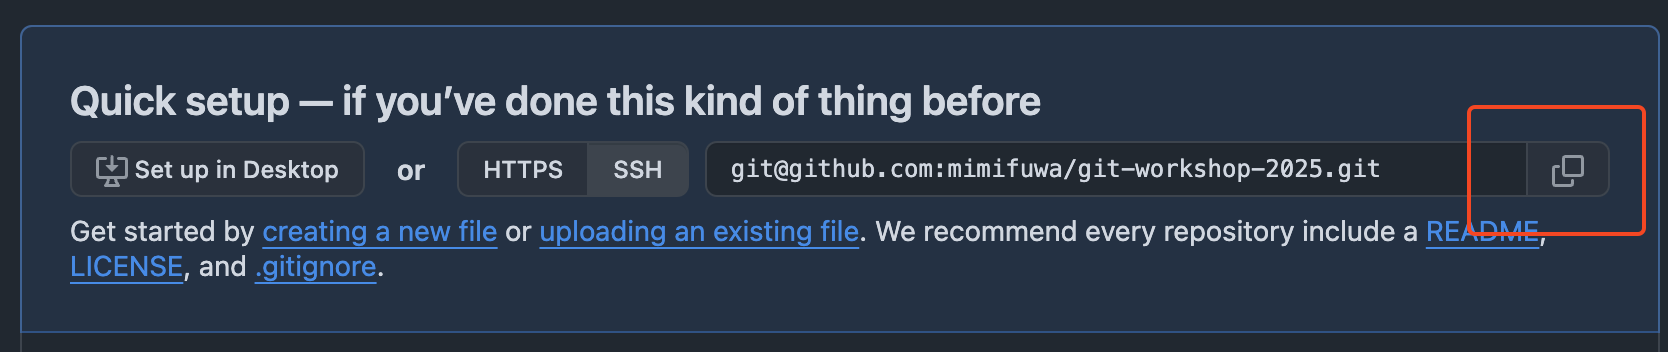 Quick setup — if you’ve done this kind of thing before
Set up in Desktop or HTTPS SSH git@github.com:mimifuwa/git-workshop-2025.git
Get started by creating a new file or uploading an existing file. We recommend every repository include a README,
LICENSE, and .gitignore.